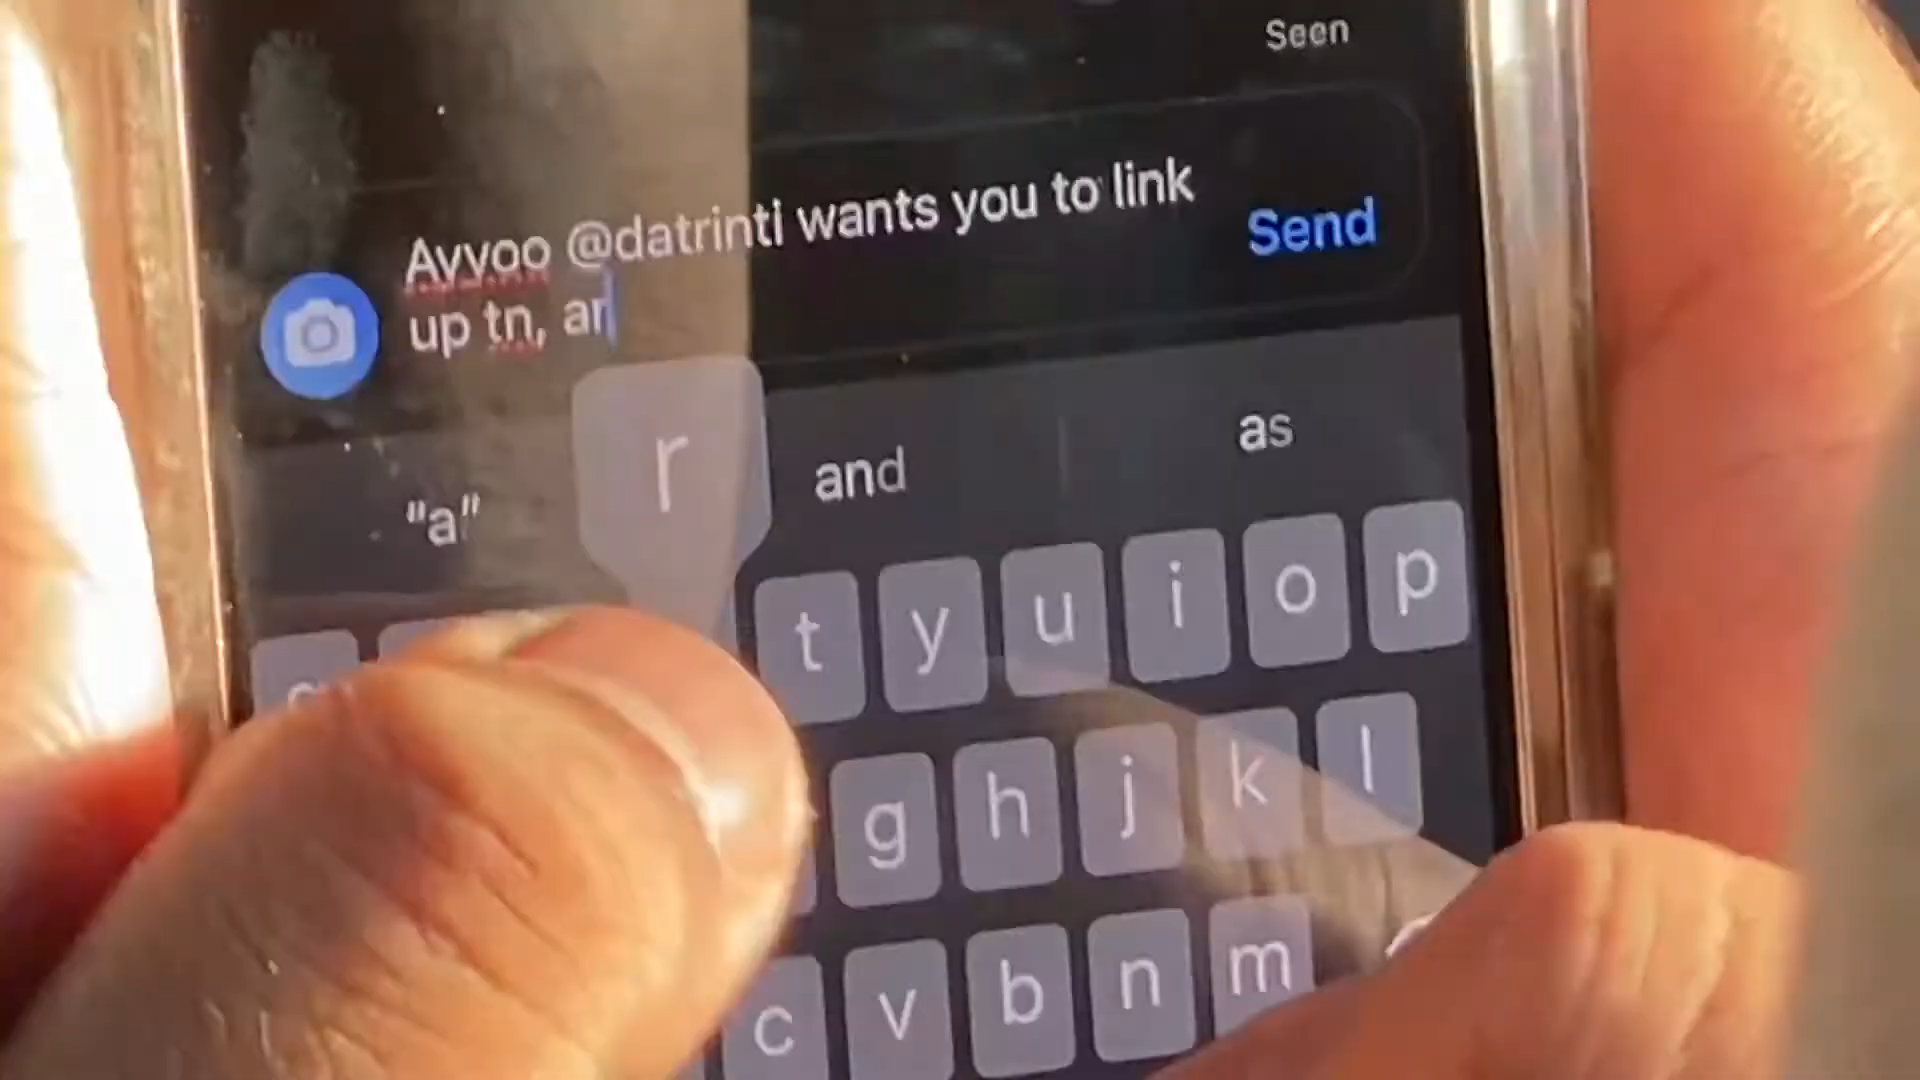 Seen
Ayyoo @datrinti wants you to link
up tn, ar
Send
"a"
and
as
r
t y u i o p
g h j k l
c v b n m